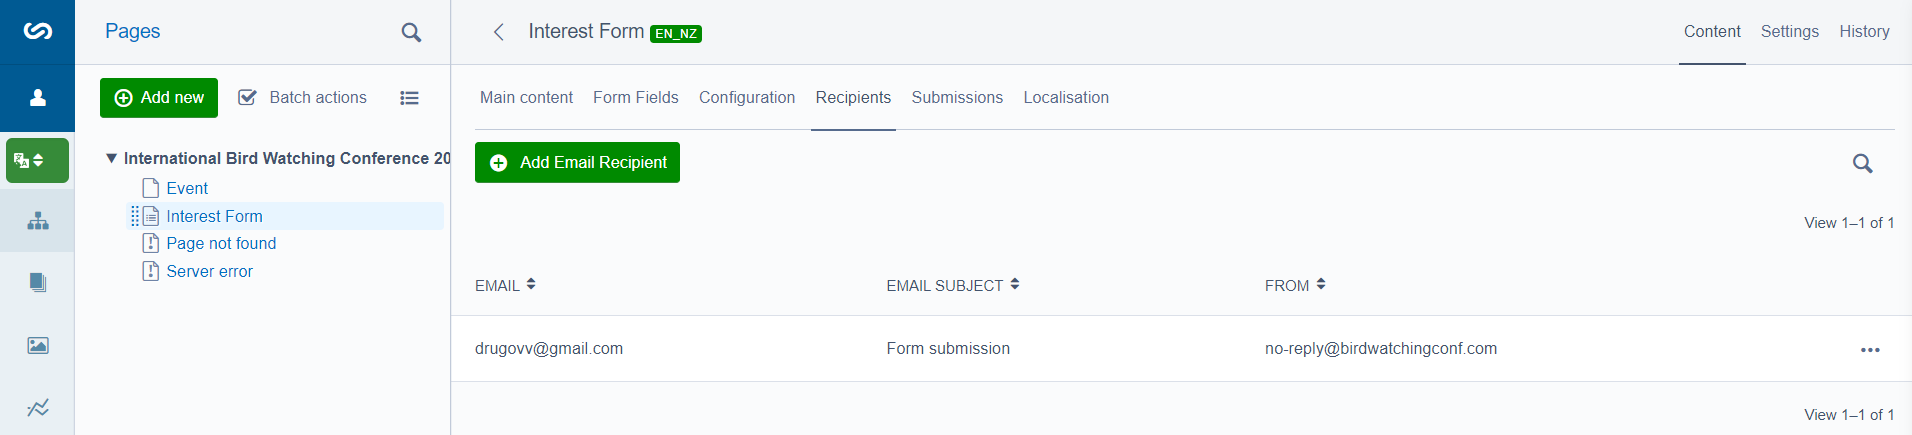 Pages
Interest Form EN_NZ
Content Settings History
Add new Batch actions
Main content Form Fields Configuration Recipients Submissions Localisation
International Bird Watching Conference 20
Event
Interest Form
Page not found
Server error
Add Email Recipient
View 1–1 of 1
EMAIL EMAIL SUBJECT FROM
drugovv@gmail.com Form submission no-reply@birdwatchingconf.com
View 1–1 of 1